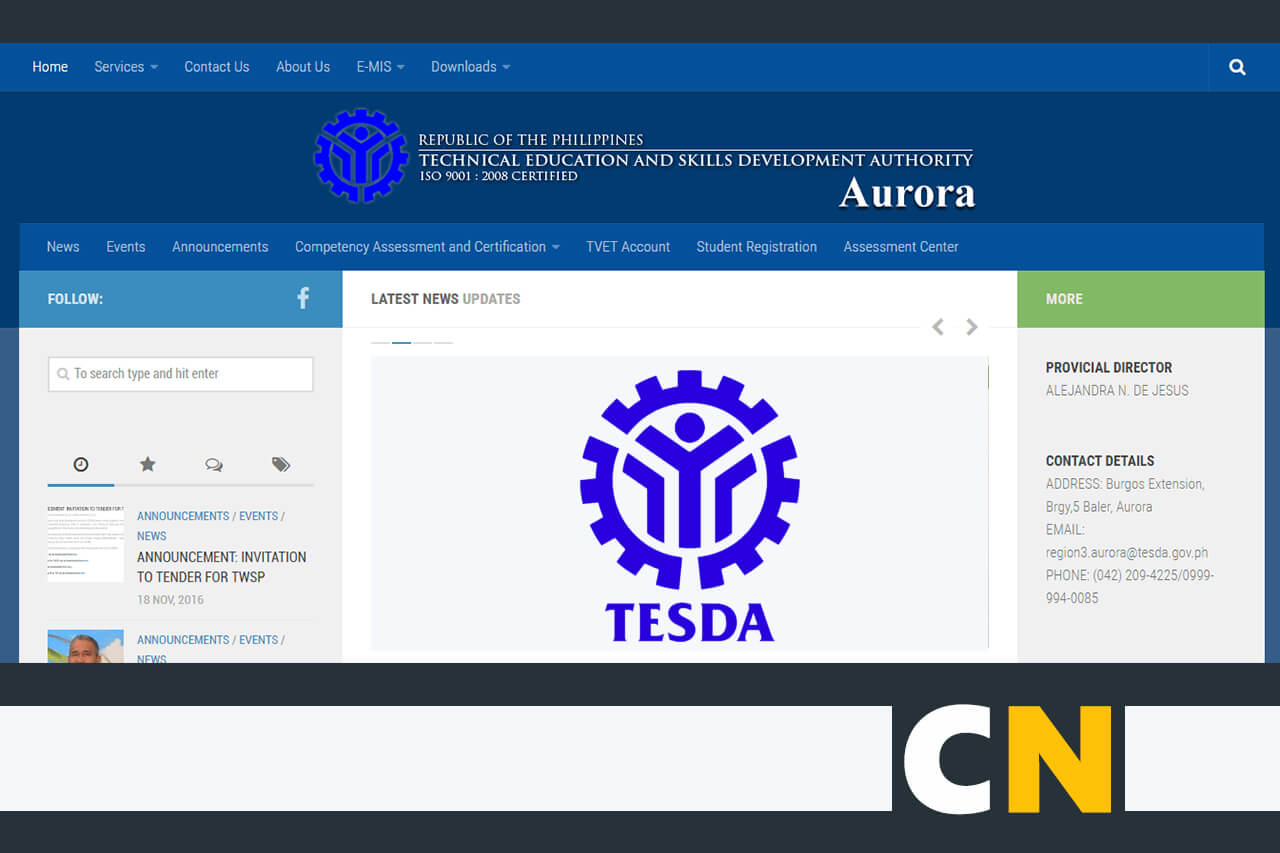 Home Services Contact Us About Us E-MIS Downloads
REPUBLIC OF THE PHILIPPINES
TECHNICAL EDUCATION AND SKILLS DEVELOPMENT AUTHORITY
ISO 9001 : 2008 CERTIFIED
Aurora
News Events Announcements Competency Assessment and Certification TVET Account Student Registration Assessment Center
FOLLOW:
To search type and hit enter
ANNOUNCEMENTS / EVENTS /
NEWS
ANNOUNCEMENT: INVITATION
TO TENDER FOR TWSP
18 NOV, 2016
ANNOUNCEMENTS / EVENTS /
NEWS
LATEST NEWS UPDATES
TESDA
MORE
PROVICIAL DIRECTOR
ALEJANDRA N. DE JESUS
CONTACT DETAILS
ADDRESS: Burgos Extension,
Brgy,5 Baler, Aurora
EMAIL:
region3.aurora@tesda.gov.ph
PHONE: (042) 209-4225/0999-
994-0085
CN